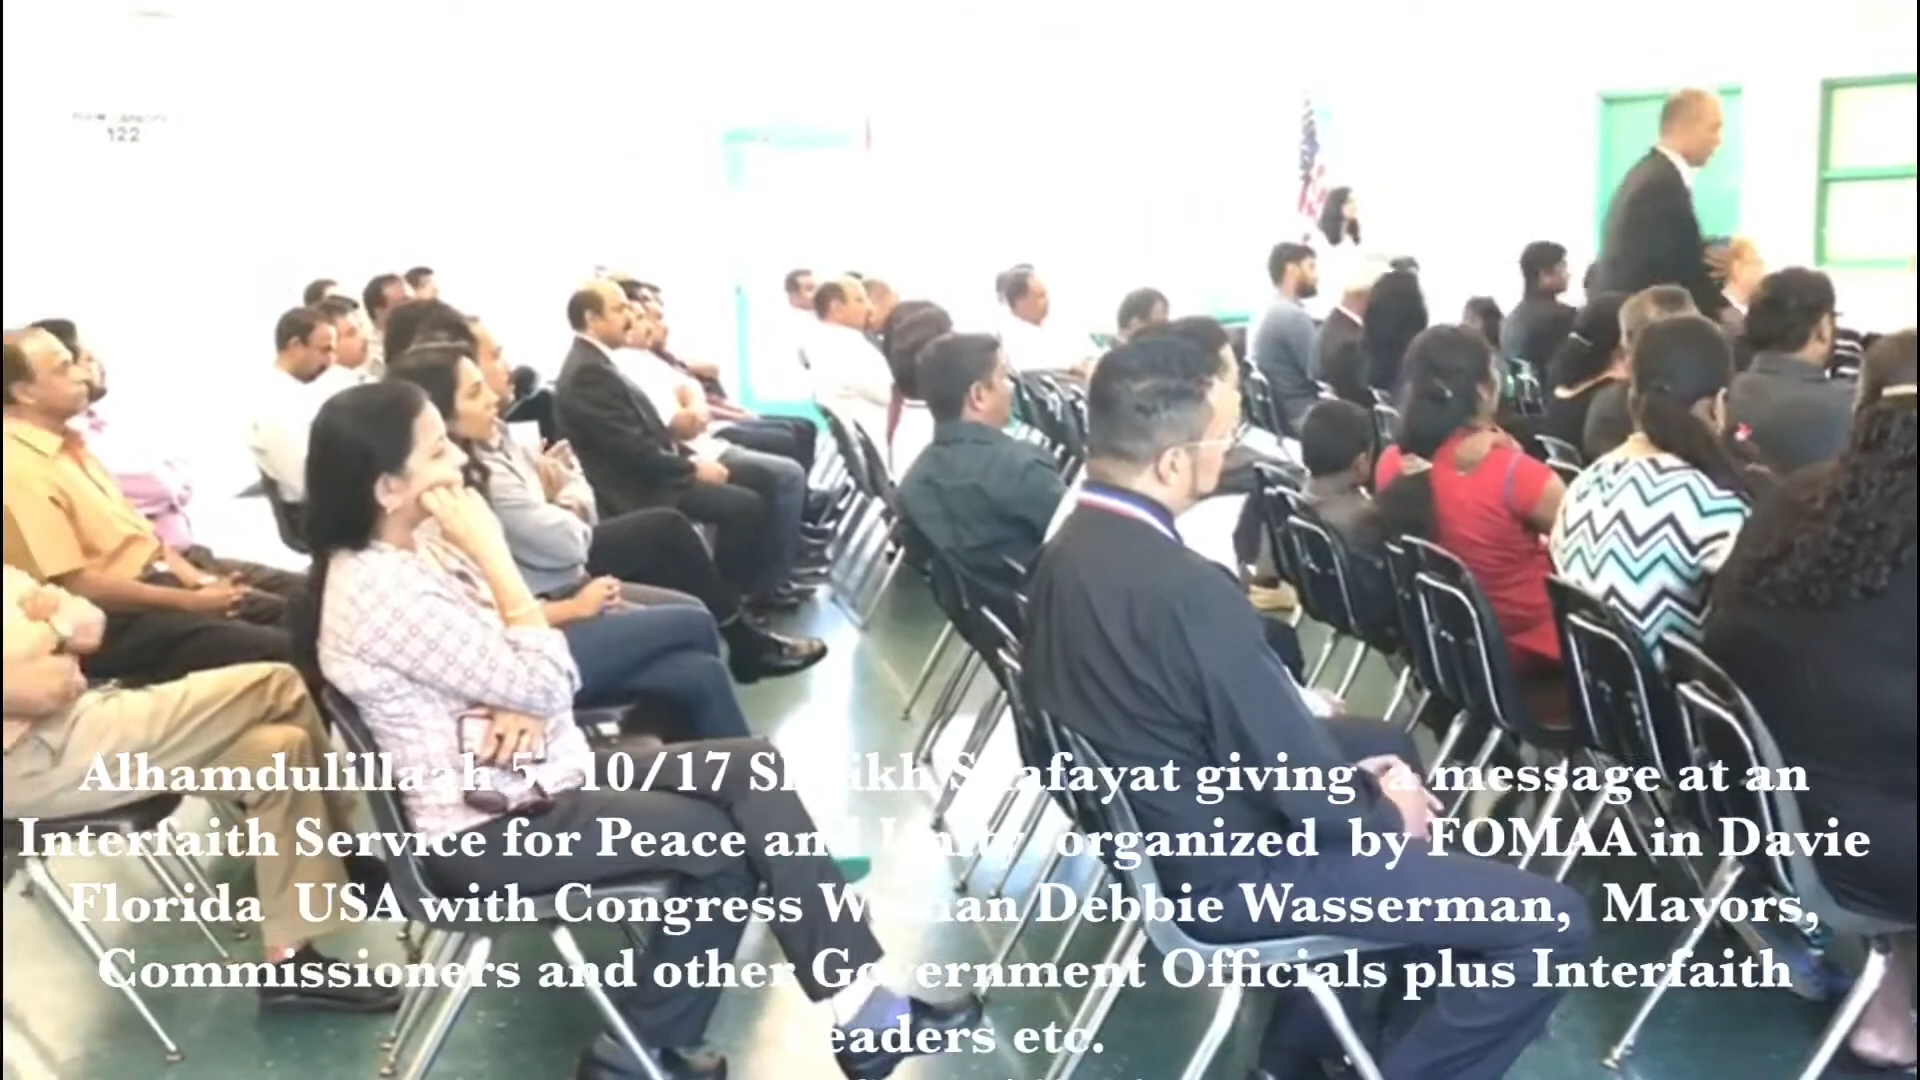 122
Alhamdulillaah 5/ 10/17 Sheikh Shafayat giving a message at an
Interfaith Service for Peace and Unity organized by FOMAA in Davie
Florida USA with Congress Woman Debbie Wasserman, Mayors,
Commissioners and other Government Officials plus Interfaith
Leaders etc.